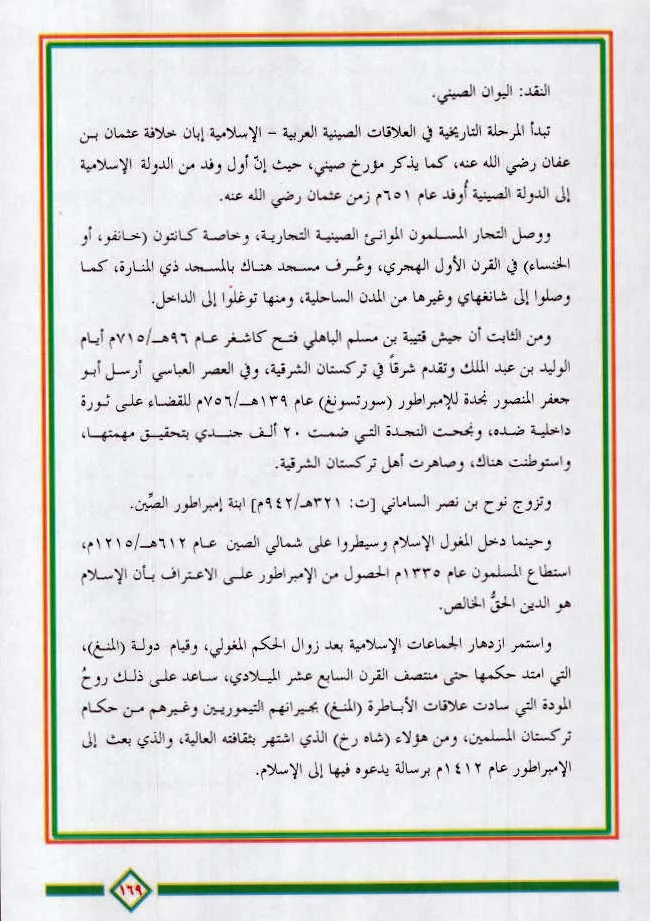 النقد: اليوان الصيني.
تبدأ المرحلة التاريخية في العلاقات الصينية العربية – الإسلامية إبان خلافة عثمان بـن
عفان رضي الله عنه، كما يذكر مؤرخ صيني، حيث إنّ أول وفد من الدولة الإسلامية
إلى الدولة الصينية أُوفد عام ٦٥١م زمن عثمان رضي الله عنه.
ووصل التجار المسلمون الموانئ الصينية التجارية، وخاصة كانتون (خانفو، أو
الخنساء) في القرن الأول الهجري، وعُرف مسجد هناك بالمسجد ذي المنارة، كما
وصلوا إلى شانغهاي وغيرها من المدن الساحلية، ومنها توغلوا إلى الداخل.
ومن الثابت أن جيش قتيبة بن مسلم الباهلي فتح كاشغر عام ٩٦هـ/٧١٥م أيام
الوليد بن عبد الملك وتقدم شرقاً في تركستان الشرقية، وفي العصر العباسي أرسل أبو
جعفر المنصور نجدة للإمبراطور (سورتسونغ) عام ١٣٩هـ/٧٥٦م للقضاء على ثورة
داخلية ضده، ونجحت النجدة التي ضمت ٢٠ ألف جندي بتحقيق مهمتها،
واستوطنت هناك، وصاهرت أهل تركستان الشرقية.
وتزوج نوح بن نصر الساماني [ت: ٣٢١هـ/٩٤٢م] ابنة إمبراطور الصِّين.
وحينما دخل المغول الإسلام وسيطروا على شمالي الصين عام ٦١٢هـ/١٢١٥م،
استطاع المسلمون عام ١٣٣٥م الحصول من الإمبراطور على الاعتراف بأن الإسلام
هو الدين الحقُّ الخالص.
واستمر ازدهار الجماعات الإسلامية بعد زوال الحكم المغولي، وقيام دولة (المنغ)،
التي امتد حكمها حتى منتصف القرن السابع عشر الميلادي، ساعد على ذلك روحُ
المودة التي سادت علاقات الأباطرة (المنغ) بجيرانهم التيموريين وغيرهم من حكام
تركستان المسلمين، ومن هؤلاء (شاه رخ) الذي اشتهر بثقافته العالية، والذي بعث إلى
الإمبراطور عام ١٤١٢م برسالة يدعوه فيها إلى الإسلام.
١٦٩